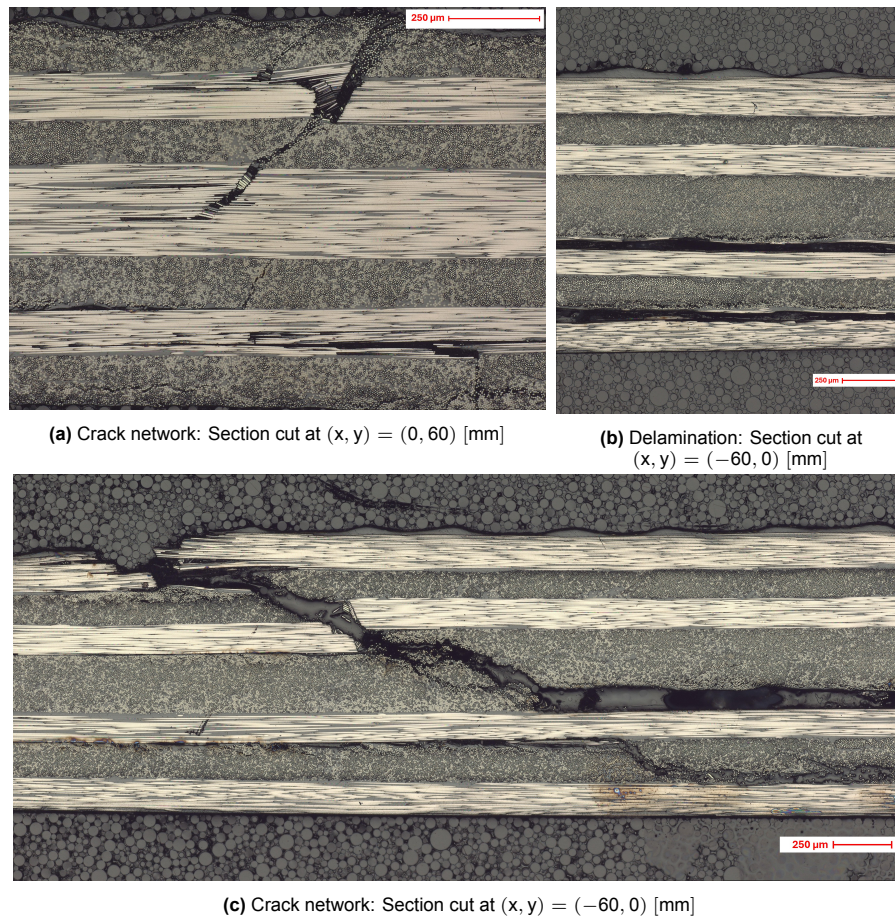 250 µm
(a) Crack network: Section cut at (x, y) = (0, 60) [mm]
250 µm
(b) Delamination: Section cut at
(x, y) = (−60, 0) [mm]
250 µm
(c) Crack network: Section cut at (x, y) = (−60, 0) [mm]